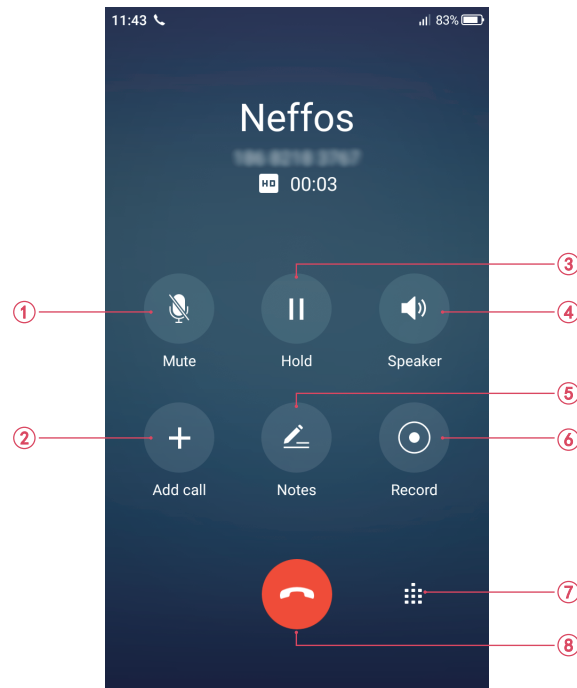 11:43 83%
Neffos
HD 00:03
③
① ④
Mute Hold Speaker
⑤
② ⑥
Add call Notes Record
⑦
⑧